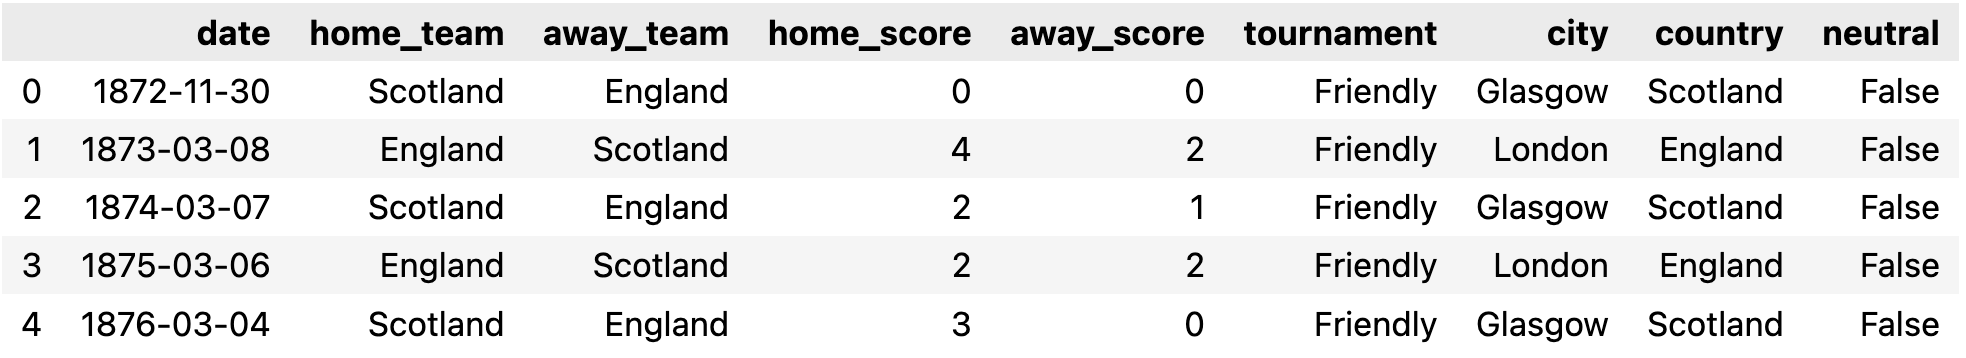 date home_team away_team home_score away_score tournament city country neutral
0 1872-11-30 Scotland England 0 0 Friendly Glasgow Scotland False
1 1873-03-08 England Scotland 4 2 Friendly London England False
2 1874-03-07 Scotland England 2 1 Friendly Glasgow Scotland False
3 1875-03-06 England Scotland 2 2 Friendly London England False
4 1876-03-04 Scotland England 3 0 Friendly Glasgow Scotland False